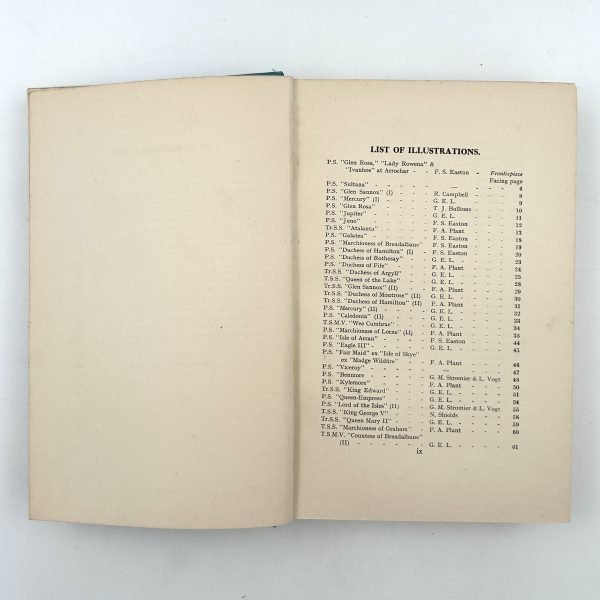 LIST OF ILLUSTRATIONS.
P.S. "Glen Rosa," "Lady Rowena" &
"Ivanhoe" at Arrochar - - F. S. Easton - Frontispiece
Facing page
P.S. "Sultana" - - - - - — - - - 4
P.S. "Glen Sannox" (I) - - R. Campbell - - - 8
P.S. "Mercury" (I) - - - G. E. L. - - - 9
P.S. "Glen Rosa" - - - - T. J. Bullions - - - 10
P.S. "Jupiter" - - - - G. E. L. - - - 11
P.S. "Juno" - - - - - F. S. Easton - - - 12
Tr.S.S. "Atalanta" - - - F. A. Plant - - - 13
P.S. "Galatea" - - - - F. S. Easton - - - 18
P.S. "Marchioness of Breadalbane" - F. S. Easton - - - 19
P.S. "Duchess of Hamilton" (I) - F. S. Easton - - - 20
P.S. "Duchess of Rothesay" - - G. E. L. - - - 23
P.S. "Duchess of Fife" - - F. A. Plant - - - 24
Tr.S.S. "Duchess of Argyll" - - G. E. L. - - - 25
T.S.S. "Queen of the Lake" - - G. E. L. - - - 28
Tr.S.S. "Glen Sannox" (II) - - F. A. Plant - - - 29
Tr.S.S. "Duchess of Montrose" (II) - G. E. L. - - - 30
Tr.S.S. "Duchess of Hamilton" (II) - F. A. Plant - - - 31
P.S. "Mercury" (II) - - - G. E. L. - - - 32
P.S. "Caledonia" (II) - - - G. E. L. - - - 33
T.S.M.V. "Wee Cumbrae" - - - G. E. L. - - - 34
P.S. "Marchioness of Lorne" (II) - F. A. Plant - - - 35
P.S. "Isle of Arran" - - - F. S. Easton - - - 44
P.S. "Eagle III" - - - - G. E. L. - - - 45
P.S. "Fair Maid" ex "Isle of Skye"
ex "Madge Wildfire" - - F. A. Plant - - - 46
P.S. "Viceroy" - - - - — - - - 47
P.S. "Benmore" - - - - G. M. Stromier & L. Vogt 48
P.S. "Kylemore" - - - - F. A. Plant - - - 50
Tr.S.S. "King Edward" - - - G. E. L. - - - 51
P.S. "Queen-Empress" - - - G. E. L. - - - 54
P.S. "Lord of the Isles" (II) - - G. M. Stromier & L. Vogt 55
T.S.S. "King George V" - - - N. Shields - - - 58
Tr.S.S. "Queen Mary II" - - - G. E. L. - - - 59
T.S.S. "Marchioness of Graham" - F. A. Plant - - - 60
T.S.M.V. "Countess of Breadalbane"
(II) - - - - - - G. E. L. - - - 61
ix